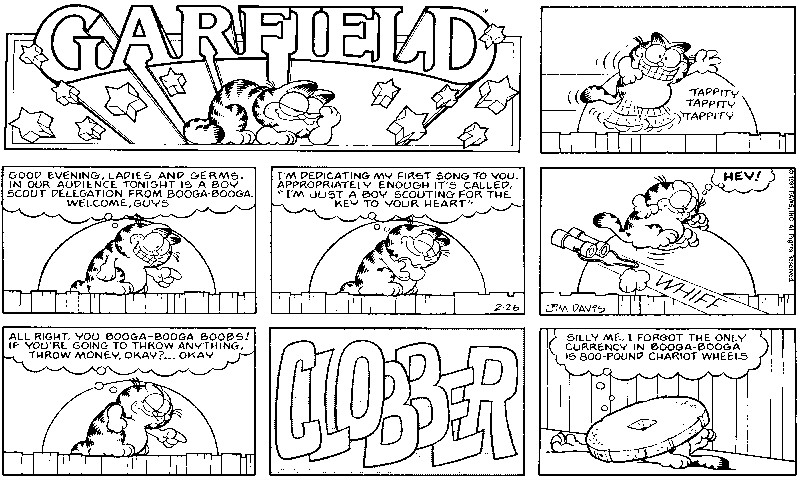 GARFIELD
TAPPITY
TAPPITY
TAPPITY
GOOD EVENING, LADIES AND GERMS.
IN OUR AUDIENCE TONIGHT IS A BOY
SCOUT DELEGATION FROM BOOGA-BOOGA.
WELCOME, GUYS
I'M DEDICATING MY FIRST SONG TO YOU.
APPROPRIATELY ENOUGH IT'S CALLED,
"I'M JUST A BOY SCOUTING FOR THE
KEY TO YOUR HEART"
2-26
HEY!
WHIFF
JIM DAVIS
ALL RIGHT, YOU BOOGA-BOOGA BOOBS!
IF YOU'RE GOING TO THROW ANYTHING,
THROW MONEY, OKAY?... OKAY
CLOBBER
SILLY ME. I FORGOT THE ONLY
CURRENCY IN BOOGA-BOOGA
IS 800-POUND CHARIOT WHEELS